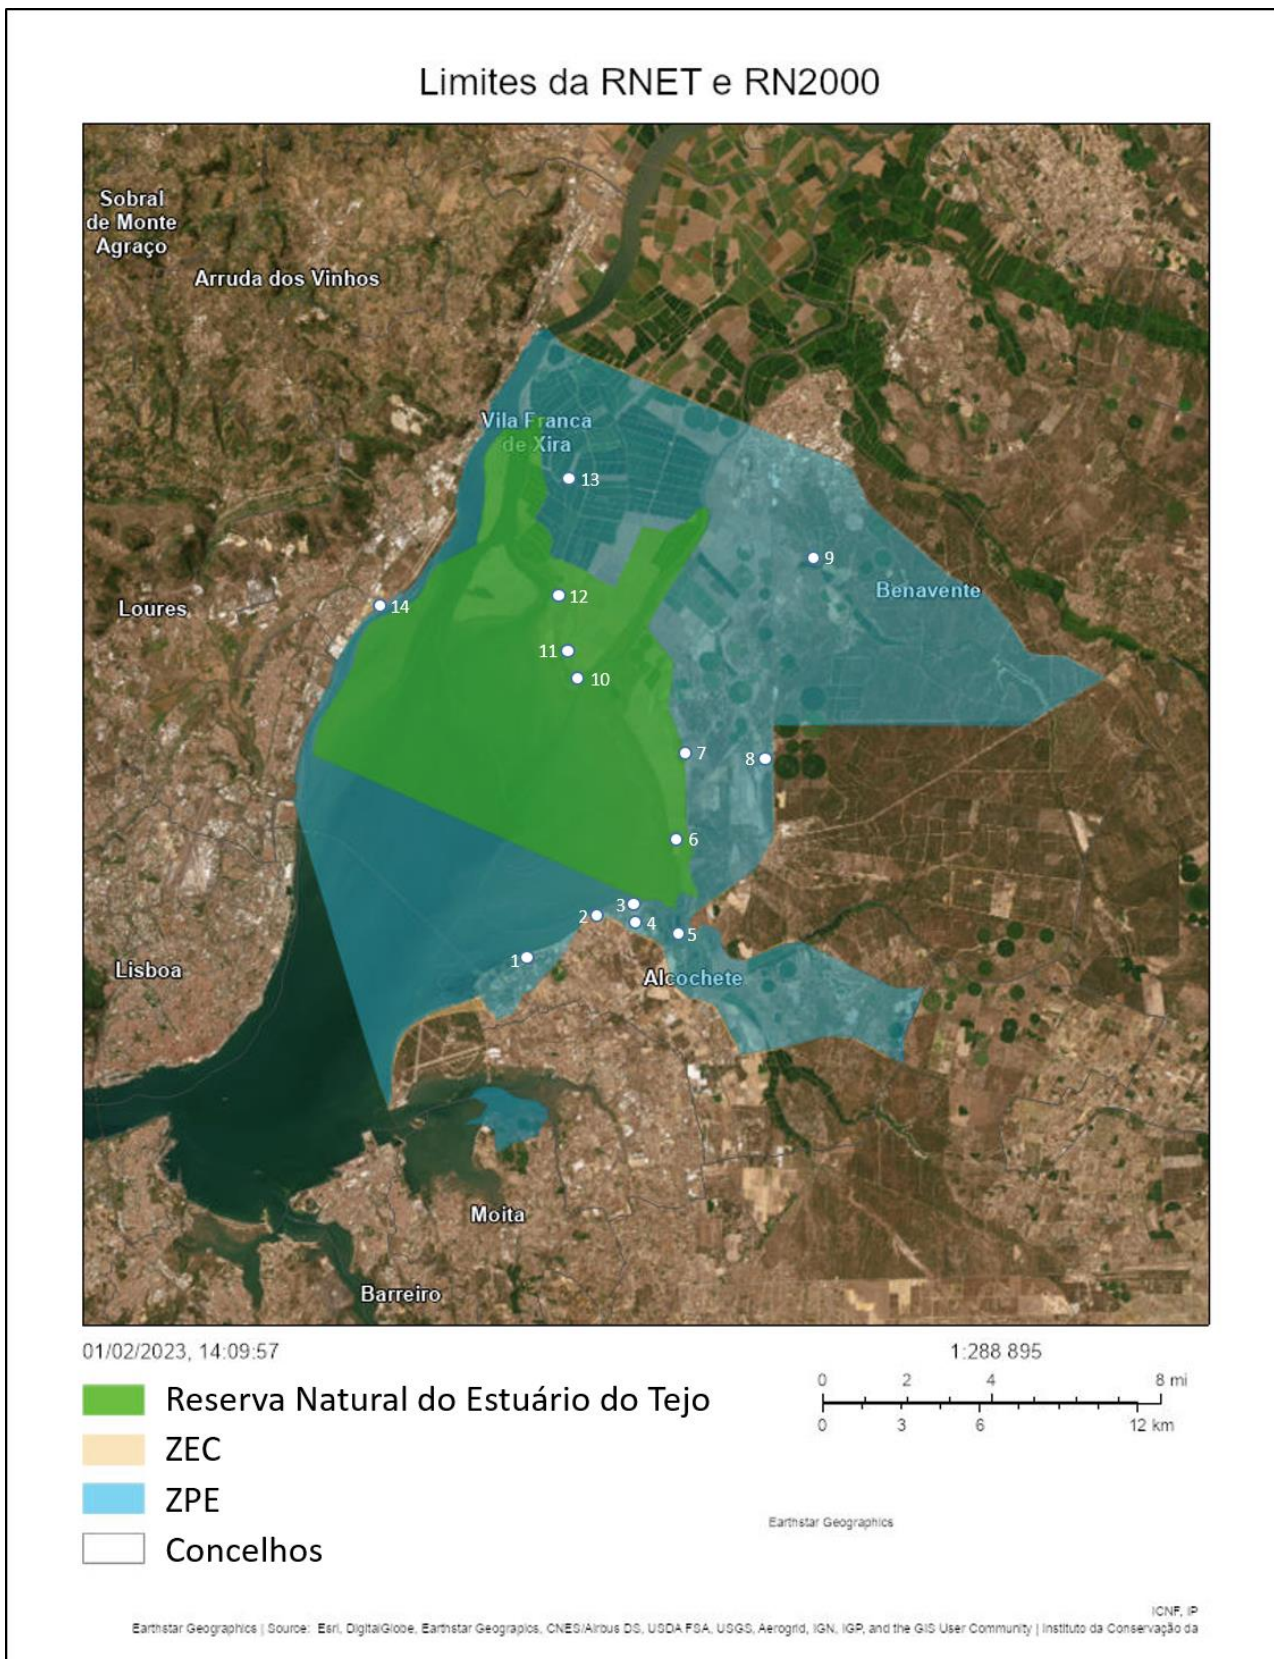 Limites da RNET e RN2000
Sobral
de Monte
Agraço
Arruda dos Vinhos
Vila Franca
de Xira
13
9
Benavente
Loures
14
12
11
10
7
8
6
3
2
4
5
1
Lisboa
Alcochete
Moita
Barreiro
01/02/2023, 14:09:57
1:288 895
0 2 4 8 mi
0 3 6 12 km
Reserva Natural do Estuário do Tejo
ZEC
ZPE
Concelhos
Earthstar Geographics
ICNF, IP
Earthstar Geographics | Source: Esri, DigitalGlobe, Earthstar Geograpics, CNES/Airbus DS, USDA FSA, USGS, Aerogrid, IGN, IGP, and the GIS User Community | Instituto da Conservação da